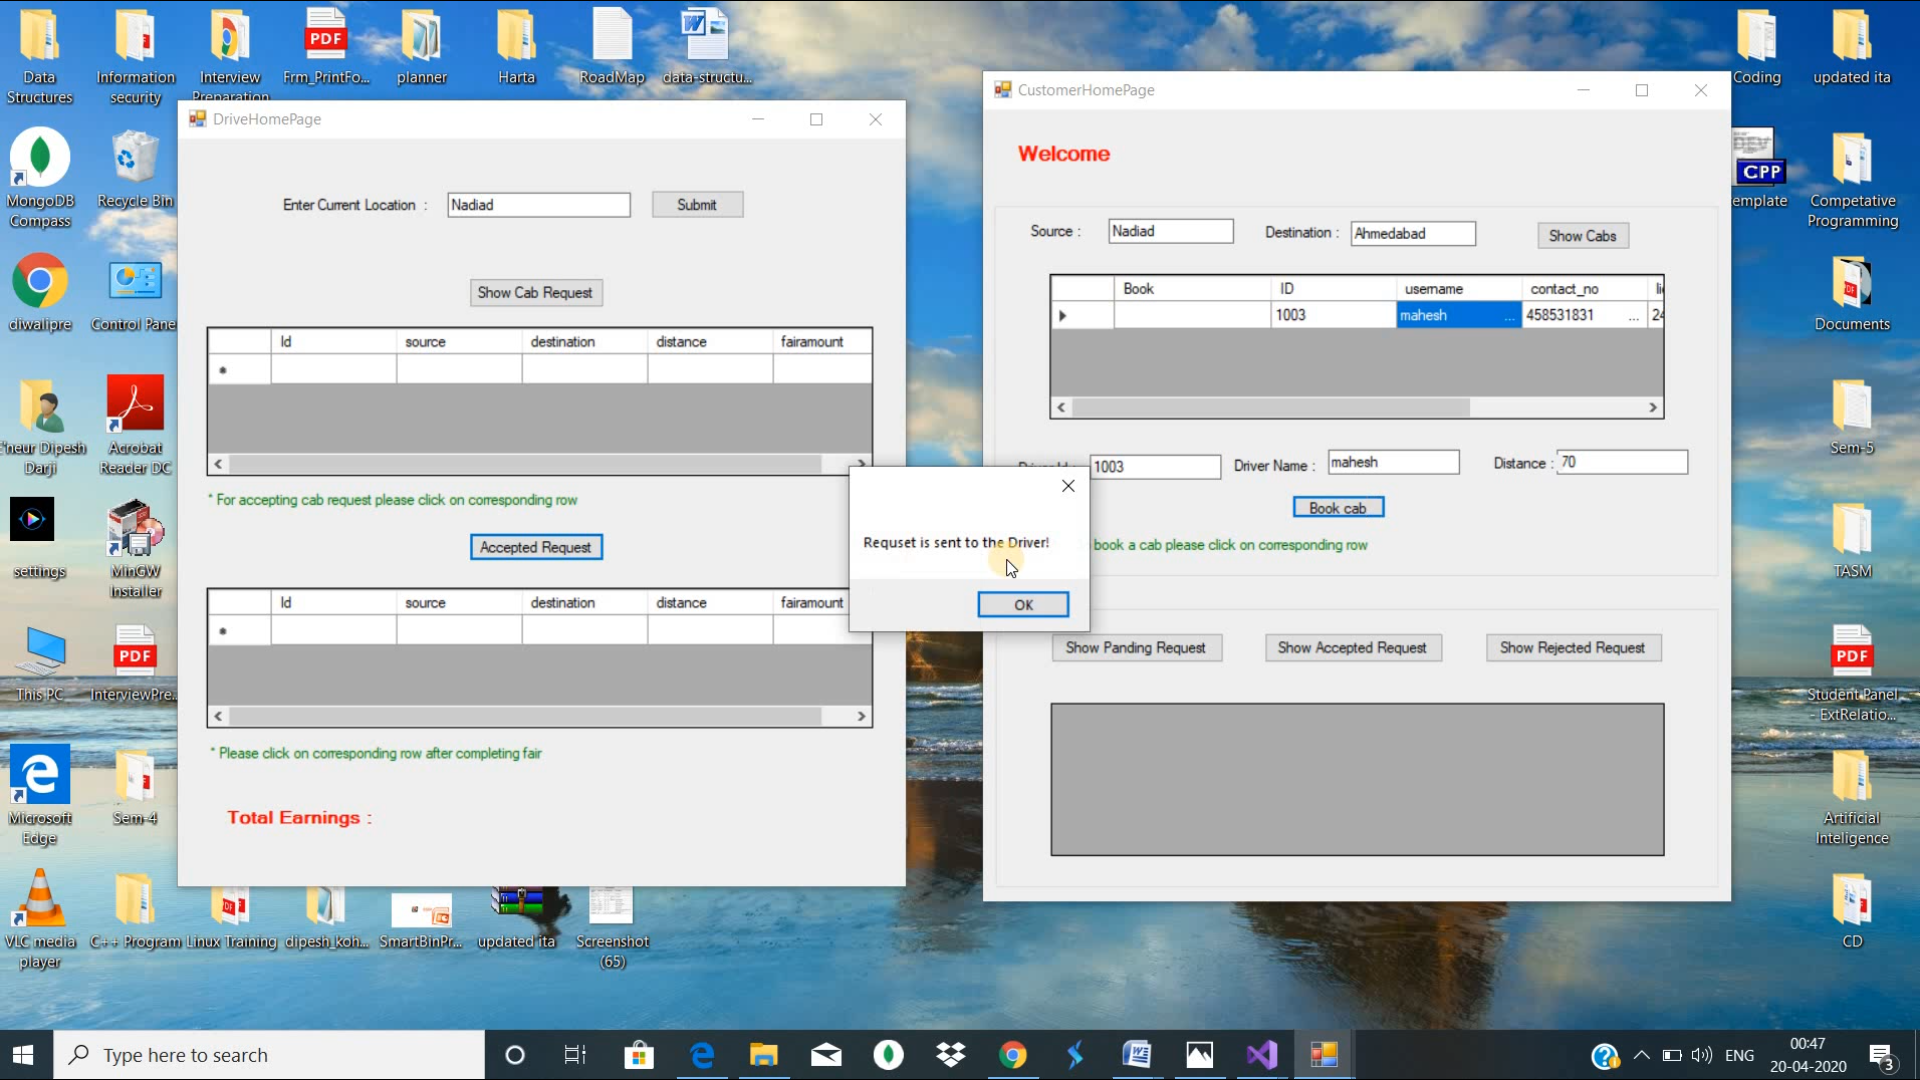 Data Structures
Information security
Interview Preparation
Frm_PrintFo...
planner
Harta
RoadMap
data-structu...
Coding
updated ita
MongoDB Compass
Recycle Bin
Competative Programming
CPP
diwalipre
Control Pane
Documents
Dipesh Darji
Acrobat Reader DC
Sem-5
settings
MinGW Installer
TASM
This PC
InterviewPre...
Student Panel - ExtRelatio...
Microsoft Edge
Sem-4
Artificial Inteligence
VLC media player
C++ Program
Linux Training
dipesh_koh...
SmartBinPr...
updated ita
Screenshot (65)
CD
PDF
PDF
PDF
DriveHomePage
Enter Current Location :
Nadiad
Submit
Show Cab Request
Id source destination distance fairamount
* For accepting cab request please click on corresponding row
Accepted Request
Id source destination distance fairamount
* Please click on corresponding row after completing fair
Total Earnings :
CustomerHomePage
Welcome
Source : Nadiad Destination : Ahmedabad Show Cabs
Book ID username contact_no
1003 mahesh ... 458531831 ... 24
1003 Driver Name : mahesh Distance : 70
Book cab
book a cab please click on corresponding row
Show Panding Request Show Accepted Request Show Rejected Request
Requset is sent to the Driver!
OK
Type here to search
ENG
00:47
20-04-2020
3